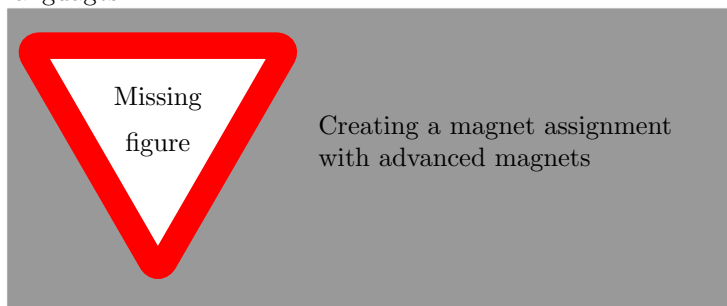 Missing
figure
Creating a magnet assignment
with advanced magnets